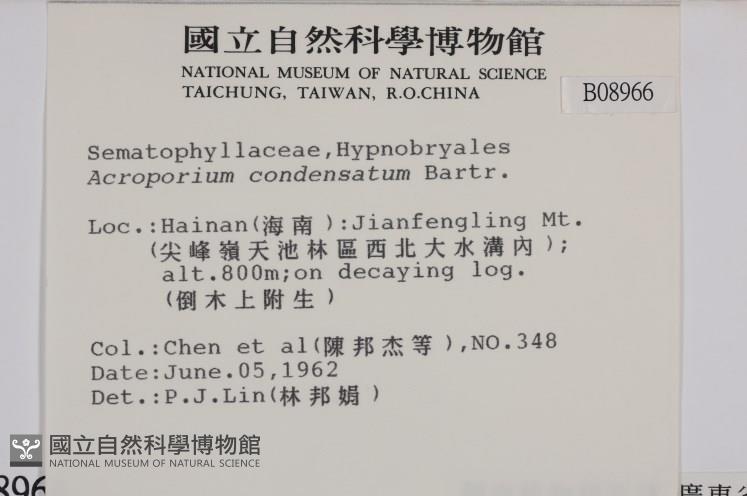 國立自然科學博物館
NATIONAL MUSEUM OF NATURAL SCIENCE
TAICHUNG, TAIWAN, R.O.CHINA
B08966
Sematophyllaceae,Hypnobryales
Acroporium condensatum Bartr.
Loc.:Hainan(海南):Jianfengling Mt.
(尖峰嶺天池林區西北大水溝內);
alt.800m;on decaying log.
(倒木上附生)
Col.:Chen et al(陳邦杰等),NO.348
Date:June.05,1962
Det.:P.J.Lin(林邦娟)
國立自然科學博物館
NATIONAL MUSEUM OF NATURAL SCIENCE
896
廣東省